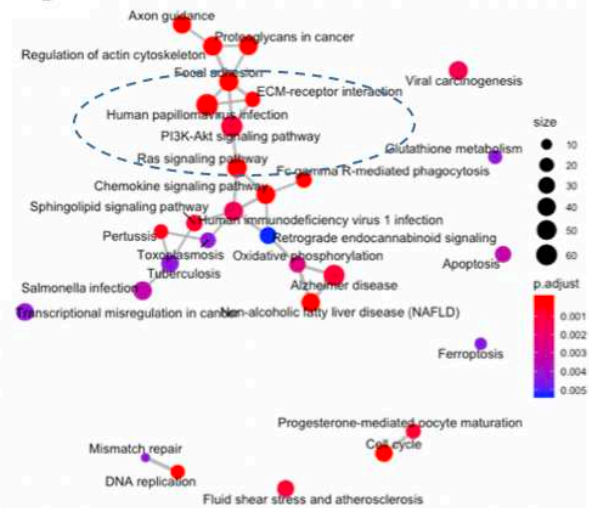 Axon guidance
Proteoglycans in cancer
Regulation of actin cytoskeleton
Focal adhesion
Viral carcinogenesis
ECM-receptor interaction
Human papillomavirus infection
PI3K-Akt signaling pathway
Glutathione metabolism
Ras signaling pathway
Fc gamma R-mediated phagocytosis
Chemokine signaling pathway
Sphingolipid signaling pathway
Human immunodeficiency virus 1 infection
Pertussis
Retrograde endocannabinoid signaling
Toxoplasmosis
Oxidative phosphorylation
Apoptosis
Tuberculosis
Alzheimer disease
Salmonella infection
Transcriptional misregulation in cancer
Non-alcoholic fatty liver disease (NAFLD)
Ferroptosis
Progesterone-mediated oocyte maturation
Cell cycle
Mismatch repair
DNA replication
Fluid shear stress and atherosclerosis
size
10
20
30
40
50
60
p.adjust
0.001
0.002
0.003
0.004
0.005